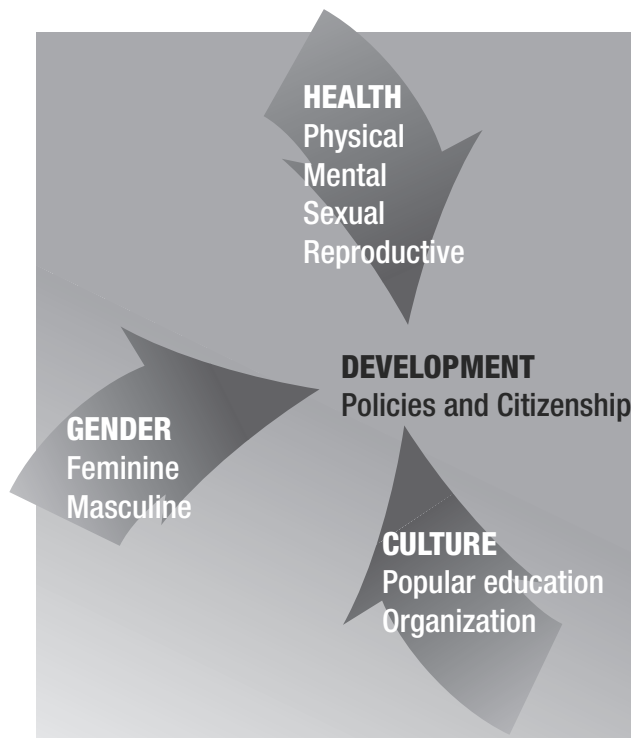 HEALTH
Physical
Mental
Sexual
Reproductive
DEVELOPMENT
Policies and Citizenship
GENDER
Feminine
Masculine
CULTURE
Popular education
Organization